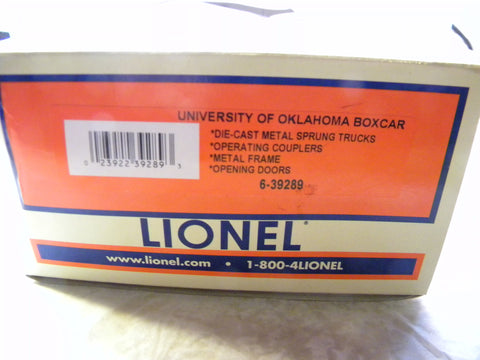 UNIVERSITY OF OKLAHOMA BOXCAR
*DIE-CAST METAL SPRUNG TRUCKS
*OPERATING COUPLERS
*METAL FRAME
*OPENING DOORS
6-39289
0 23922 39289 3
LIONEL®
www.lionel.com • 1-800-4LIONEL